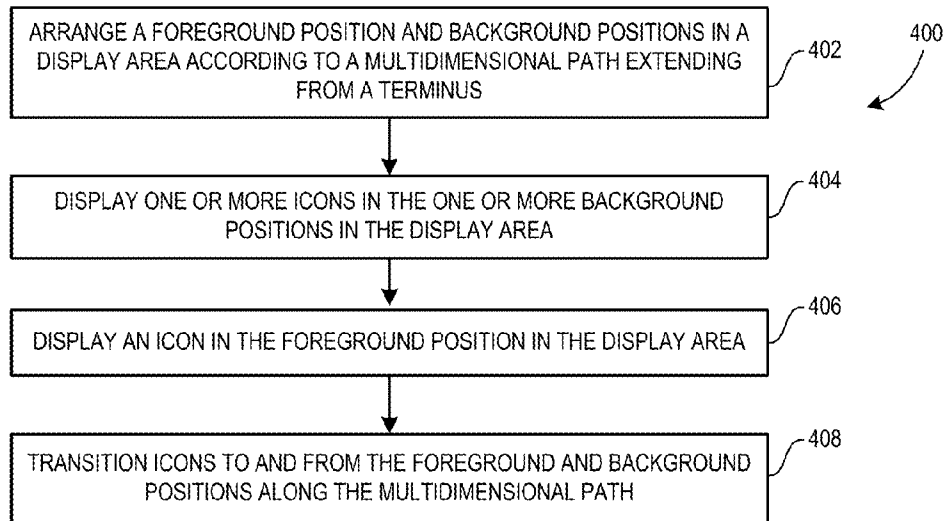 ARRANGE A FOREGROUND POSITION AND BACKGROUND POSITIONS IN A
DISPLAY AREA ACCORDING TO A MULTIDIMENSIONAL PATH EXTENDING
FROM A TERMINUS
402
400
DISPLAY ONE OR MORE ICONS IN THE ONE OR MORE BACKGROUND
POSITIONS IN THE DISPLAY AREA
404
DISPLAY AN ICON IN THE FOREGROUND POSITION IN THE DISPLAY AREA
406
TRANSITION ICONS TO AND FROM THE FOREGROUND AND BACKGROUND
POSITIONS ALONG THE MULTIDIMENSIONAL PATH
408